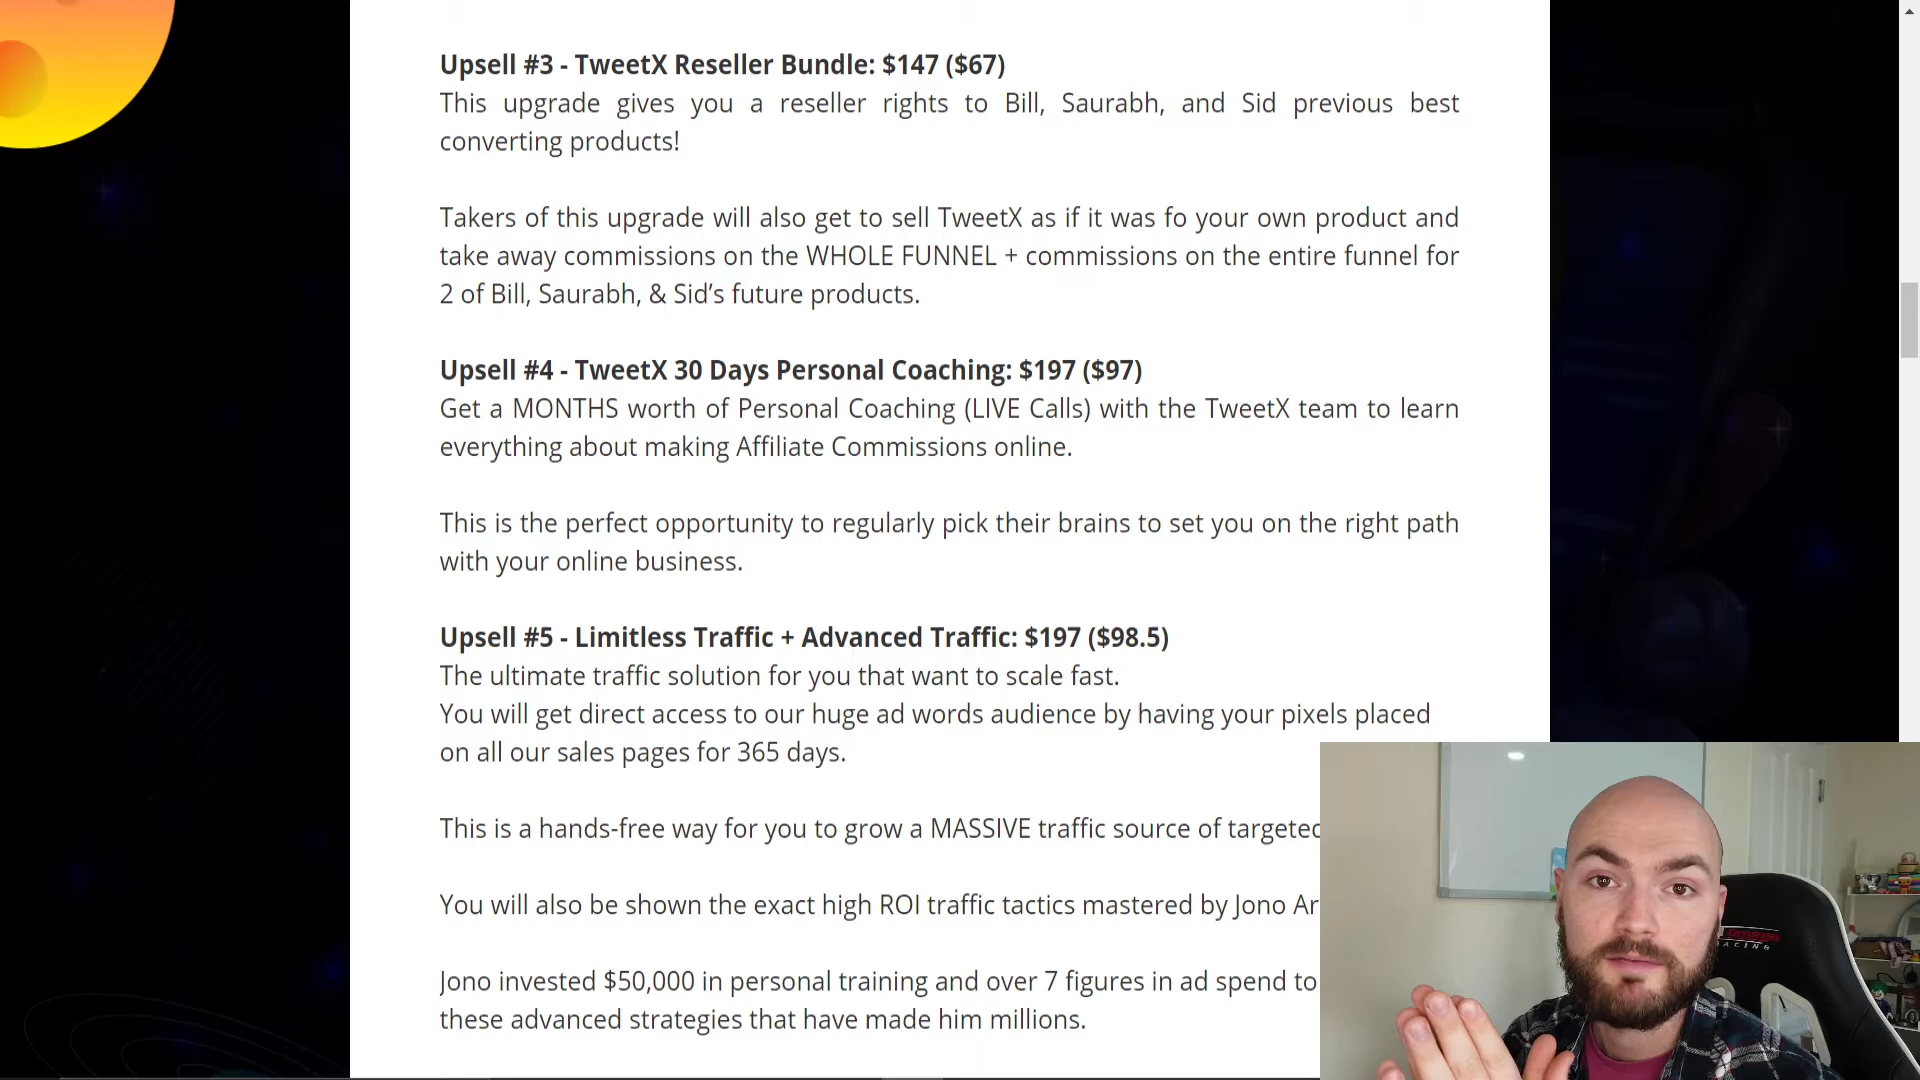 Upsell #3 - TweetX Reseller Bundle: $147 ($67)
This upgrade gives you a reseller rights to Bill, Saurabh, and Sid previous best
converting products!
Takers of this upgrade will also get to sell TweetX as if it was fo your own product and
take away commissions on the WHOLE FUNNEL + commissions on the entire funnel for
2 of Bill, Saurabh, & Sid’s future products.
Upsell #4 - TweetX 30 Days Personal Coaching: $197 ($97)
Get a MONTHS worth of Personal Coaching (LIVE Calls) with the TweetX team to learn
everything about making Affiliate Commissions online.
This is the perfect opportunity to regularly pick their brains to set you on the right path
with your online business.
Upsell #5 - Limitless Traffic + Advanced Traffic: $197 ($98.5)
The ultimate traffic solution for you that want to scale fast.
You will get direct access to our huge ad words audience by having your pixels placed
on all our sales pages for 365 days.
This is a hands-free way for you to grow a MASSIVE traffic source of targeted
You will also be shown the exact high ROI traffic tactics mastered by Jono Ar
Jono invested $50,000 in personal training and over 7 figures in ad spend to
these advanced strategies that have made him millions.
RACING